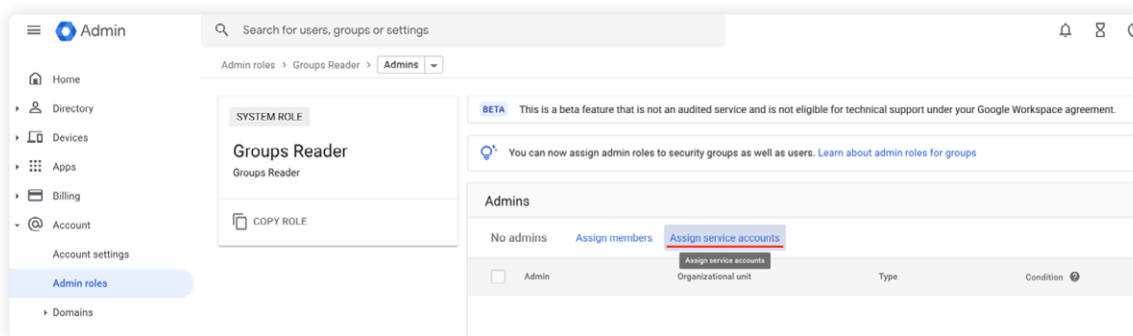 Admin
Search for users, groups or settings
Admin roles > Groups Reader > Admins
Home
Directory
Devices
Apps
Billing
Account
Account settings
Admin roles
Domains
SYSTEM ROLE
Groups Reader
Groups Reader
COPY ROLE
BETA This is a beta feature that is not an audited service and is not eligible for technical support under your Google Workspace agreement.
You can now assign admin roles to security groups as well as users. Learn about admin roles for groups
Admins
No admins Assign members Assign service accounts
Assign service accounts
Admin Organizational unit Type Condition